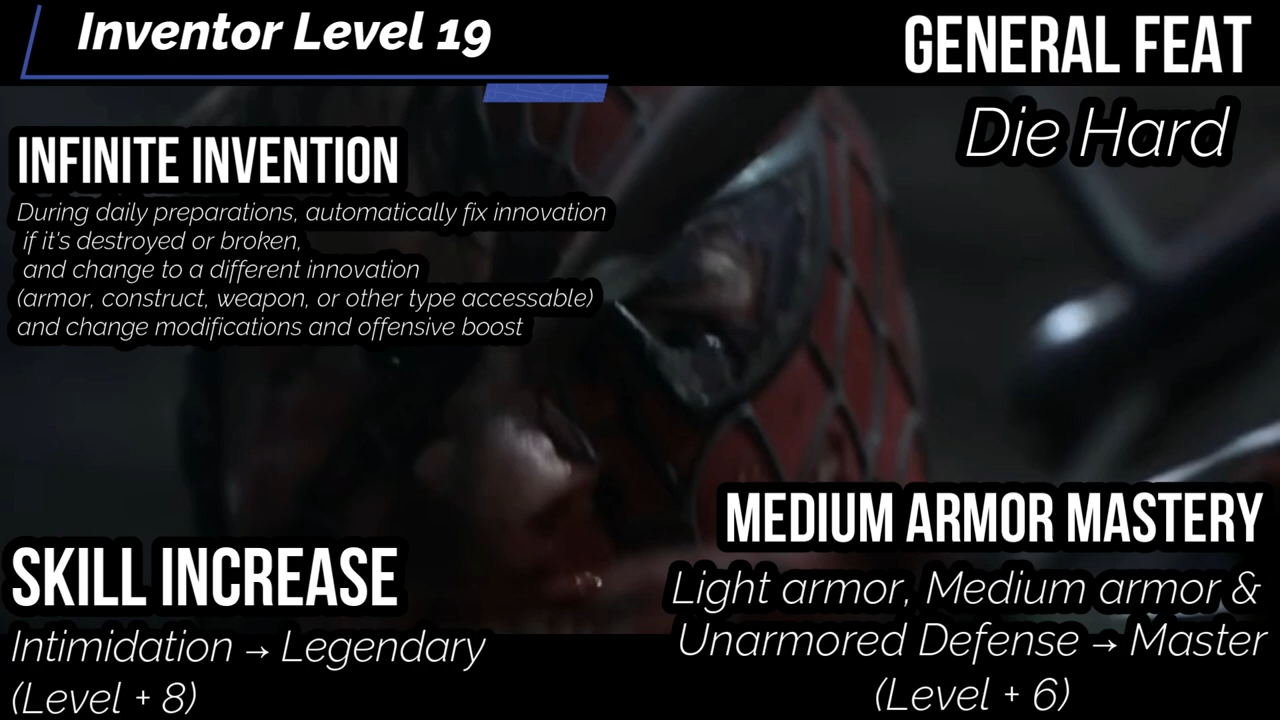 Inventor Level 19
GENERAL FEAT
Die Hard
INFINITE INVENTION
During daily preparations, automatically fix innovation
if it's destroyed or broken,
and change to a different innovation
(armor, construct, weapon, or other type accessable)
and change modifications and offensive boost
SKILL INCREASE
Intimidation → Legendary
(Level + 8)
MEDIUM ARMOR MASTERY
Light armor, Medium armor &
Unarmored Defense → Master
(Level + 6)